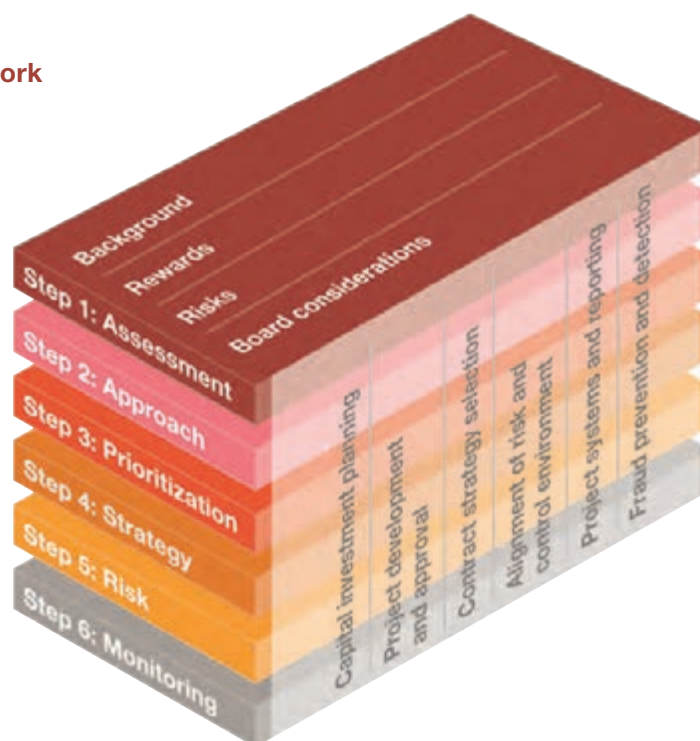 ork
Background
Rewards
Risks
Board considerations
Step 1: Assessment
Step 2: Approach
Step 3: Prioritization
Step 4: Strategy
Step 5: Risk
Step 6: Monitoring
Capital investment planning
Project development
and approval
Contract strategy selection
Alignment of risk and
control environment
Project systems and reporting
Fraud prevention and detection